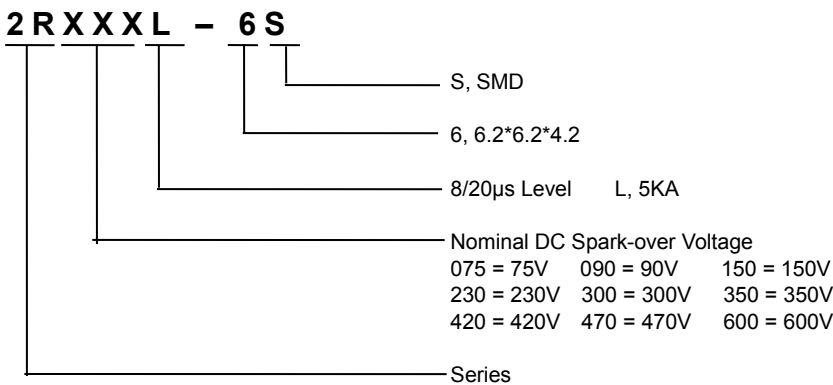 2RXXXL – 6S
S, SMD
6, 6.2*6.2*4.2
8/20μs Level L, 5KA
Nominal DC Spark-over Voltage
075 = 75V 090 = 90V 150 = 150V
230 = 230V 300 = 300V 350 = 350V
420 = 420V 470 = 470V 600 = 600V
Series